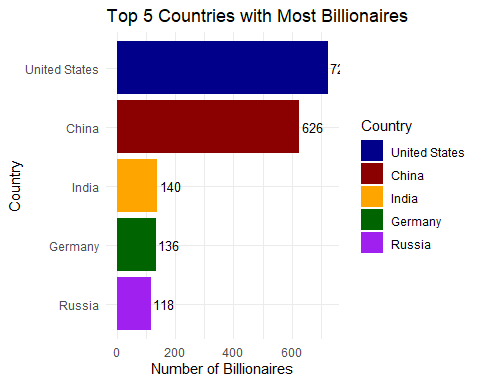 Top 5 Countries with Most Billionaires
Country
United States
China 626
India 140
Germany 136
Russia 118
0 200 400 600
Number of Billionaires
Country
United States
China
India
Germany
Russia